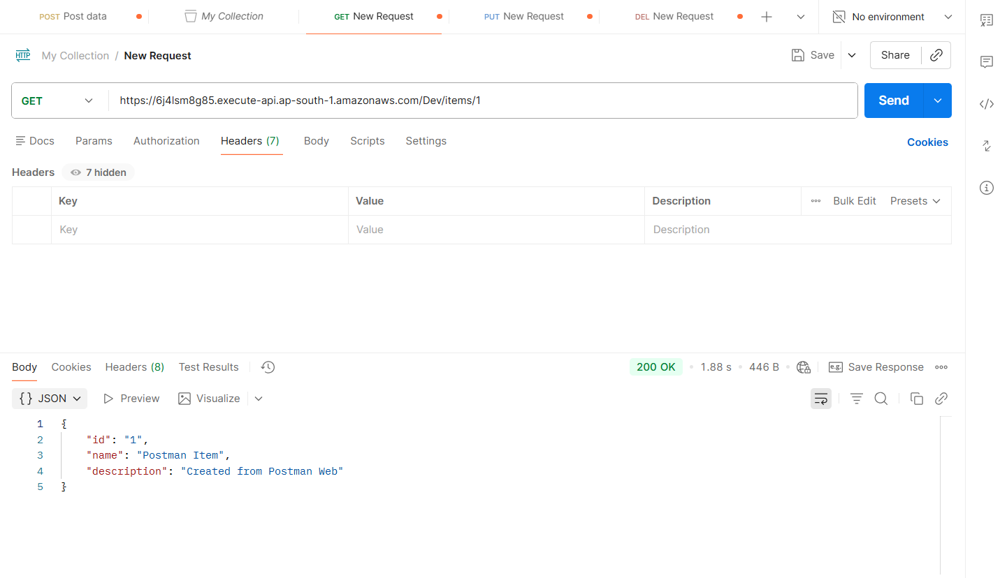 POST Post data My Collection GET New Request PUT New Request DEL New Request No environment
HTTP My Collection / New Request Save Share
GET https://6j4lsm8g85.execute-api.ap-south-1.amazonaws.com/Dev/items/1 Send
Docs Params Authorization Headers (7) Body Scripts Settings Cookies
Headers 7 hidden
Key Value Description Bulk Edit Presets
Key Value Description
Body Cookies Headers (8) Test Results 200 OK 1.88 s 446 B e.g. Save Response
{} JSON Preview Visualize
1 {
2 "id": "1",
3 "name": "Postman Item",
4 "description": "Created from Postman Web"
5 }